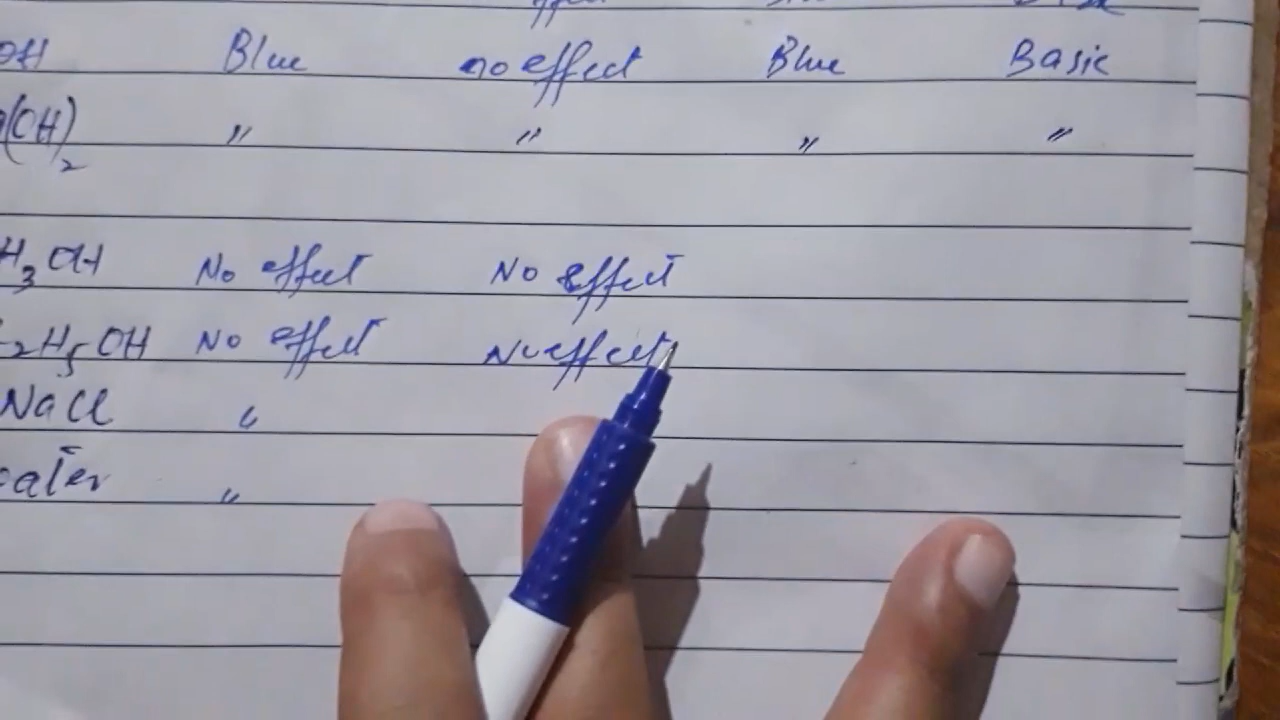 OH Blue no effect Blue Basic
(OH)2 " " " "
H3OH No effect No effect
2H5OH No effect No effect
NaCl "
ater "